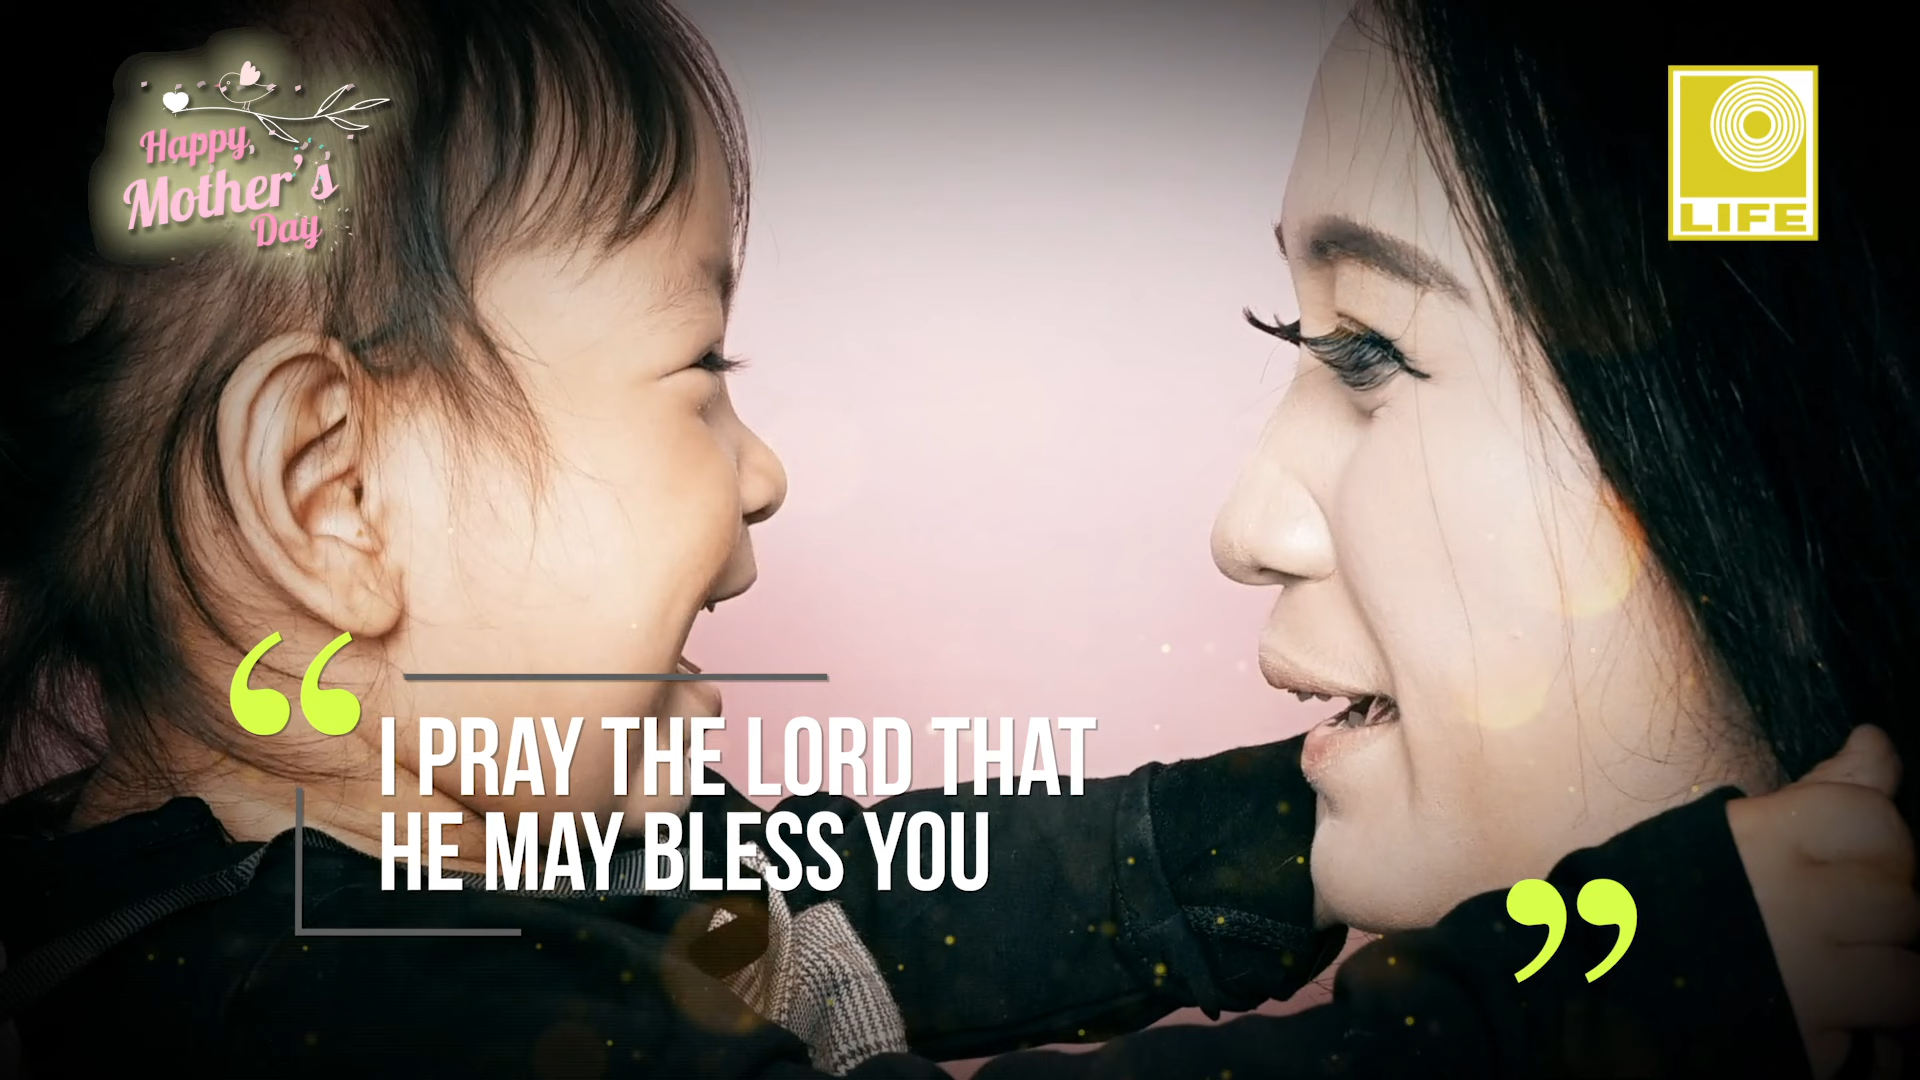 Happy
Mother's
Day
LIFE
“ I PRAY THE LORD THAT
HE MAY BLESS YOU ”